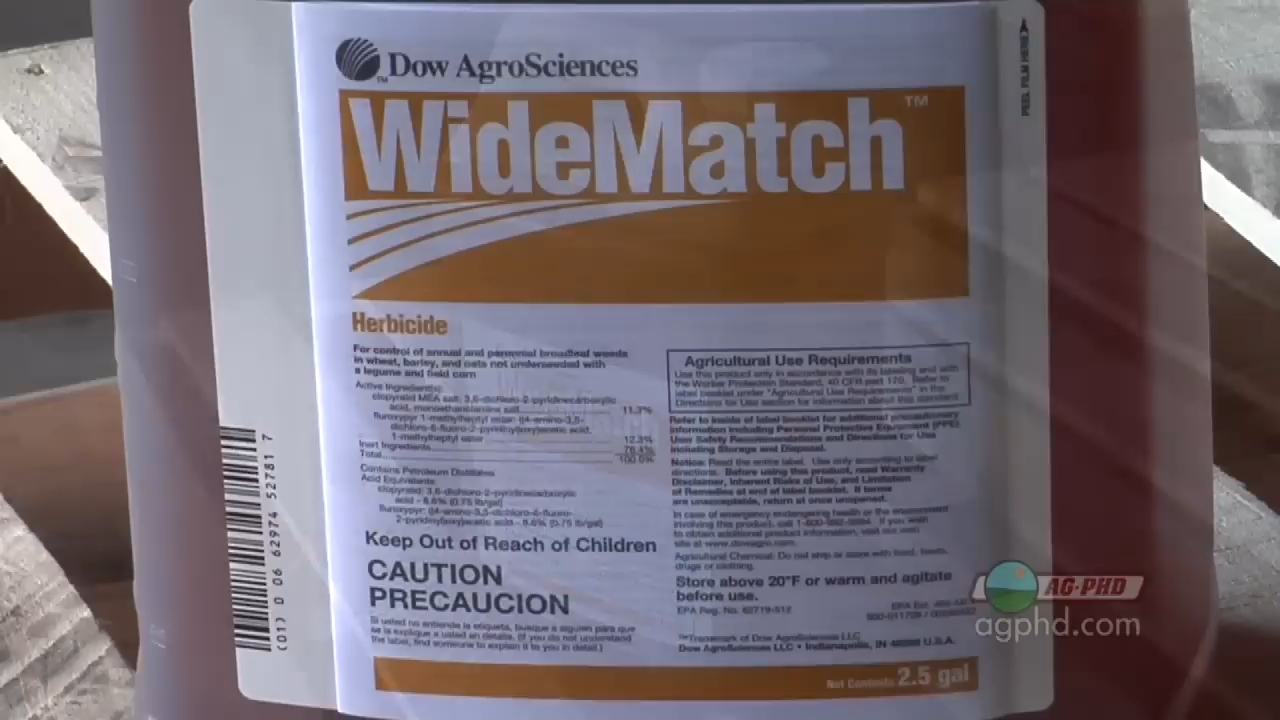 Dow AgroSciences
TM
WideMatch™
PEEL FILM HERE
Herbicide
For control of annual and perennial broadleaf weeds
in wheat, barley, and oats not underseeded with
a legume and field corn
Active Ingredient(s):
clopyralid MEA salt: 3,6-dichloro-2-pyridinecarboxylic
acid, monoethanolamine salt
11.3%
fluroxypyr 1-methylheptyl ester: ((4-amino-3,5-
dichloro-6-fluoro-2-pyridinyl)oxy)acetic acid,
1-methylheptyl ester
12.3%
Inert Ingredients
76.4%
Total
100.0%
Contains Petroleum Distillates
Acid Equivalents:
clopyralid: 3,6-dichloro-2-pyridinecarboxylic
acid - 8.6% (0.75 lb/gal)
fluroxypyr: ((4-amino-3,5-dichloro-6-fluoro-
2-pyridinyl)oxy)acetic acid - 8.6% (0.75 lb/gal)
Keep Out of Reach of Children
CAUTION
PRECAUCION
Si usted no entiende la etiqueta, busque a alguien para que
se la explique a usted en detalle. (If you do not understand
the label, find someone to explain it to you in detail.)
Agricultural Use Requirements
Use this product only in accordance with its labeling and with
the Worker Protection Standard, 40 CFR part 170. Refer to
label booklet under "Agricultural Use Requirements" in the
Directions for Use section for information about this standard.
Refer to inside of label booklet for additional precautionary
information including Personal Protective Equipment (PPE),
User Safety Recommendations and Directions for Use
including Storage and Disposal.
Notice: Read the entire label. Use only according to label
directions. Before using this product, read Warranty
Disclaimer, Inherent Risks of Use, and Limitation
of Remedies at end of label booklet. If terms
are unacceptable, return at once unopened.
In case of emergency endangering health or the environment
involving this product, call If you wish
to obtain additional product information, visit our web
site at www.dowagro.com.
Agricultural Chemical: Do not ship or store with food, feeds,
drugs or clothing.
Store above 20°F or warm and agitate
before use.
EPA Reg. No. 62719-512
EPA Est.
™Trademark of Dow AgroSciences LLC
Dow AgroSciences LLC • Indianapolis, IN 46268 U.S.A.
Net Contents 2.5 gal
(01) 0 06 62974 52781 7
AG-PHD
agphd.com